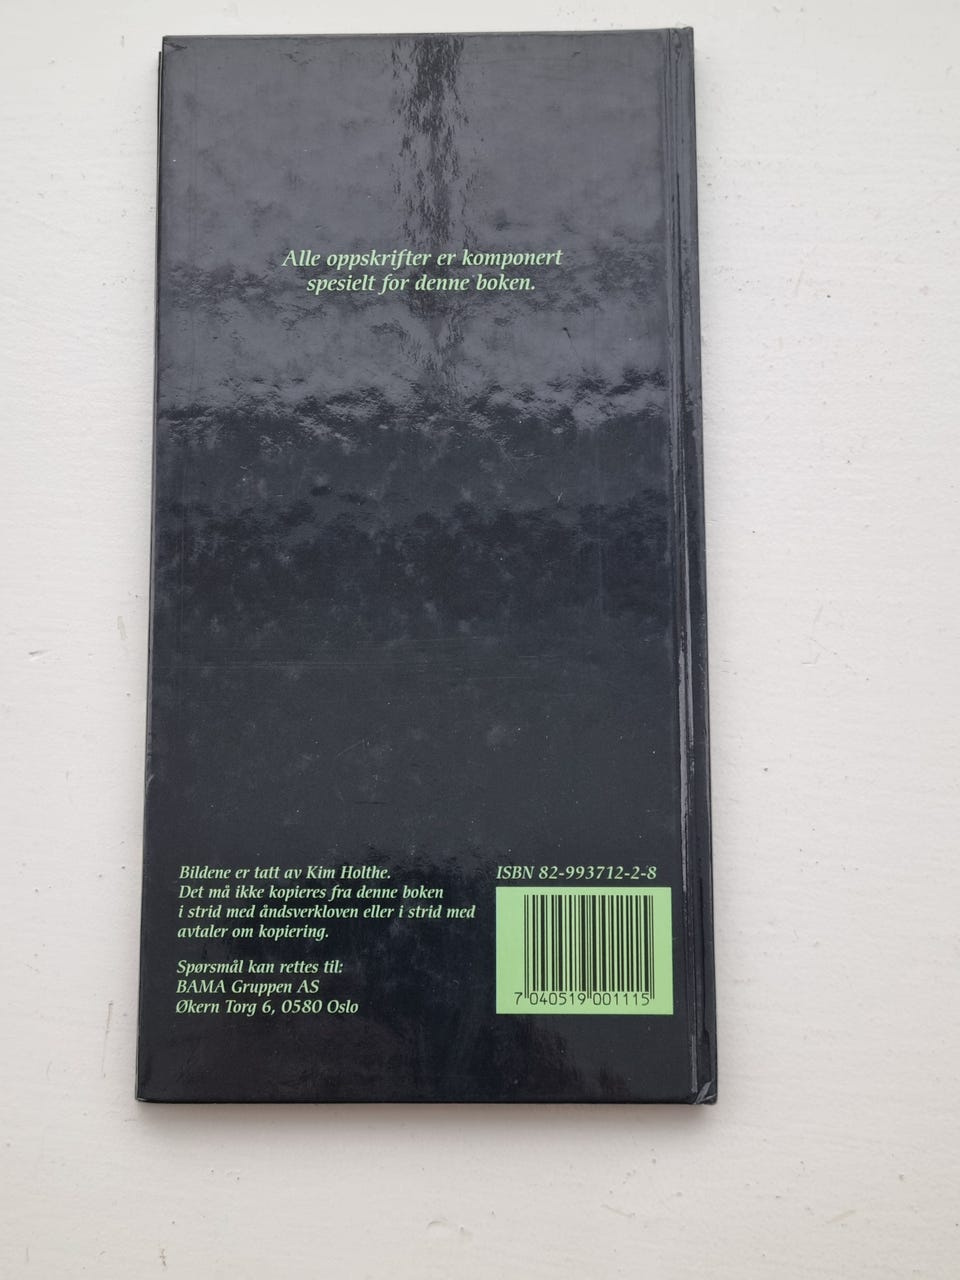 Alle oppskrifter er komponert
spesielt for denne boken.
Bildene er tatt av Kim Holthe.
Det må ikke kopieres fra denne boken
i strid med åndsverkloven eller i strid med
avtaler om kopiering.
Spørsmål kan rettes til:
BAMA Gruppen AS
Økern Torg 6, 0580 Oslo
ISBN 82-993712-2-8
7 040519 001115